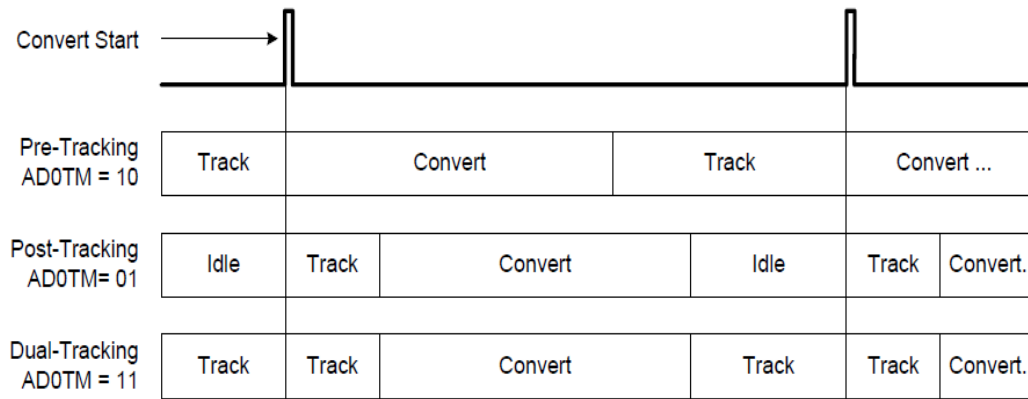 Convert Start
Pre-Tracking
AD0TM = 10
Track Convert Track Convert ...
Post-Tracking
AD0TM= 01
Idle Track Convert Idle Track Convert..
Dual-Tracking
AD0TM = 11
Track Track Convert Track Track Convert..